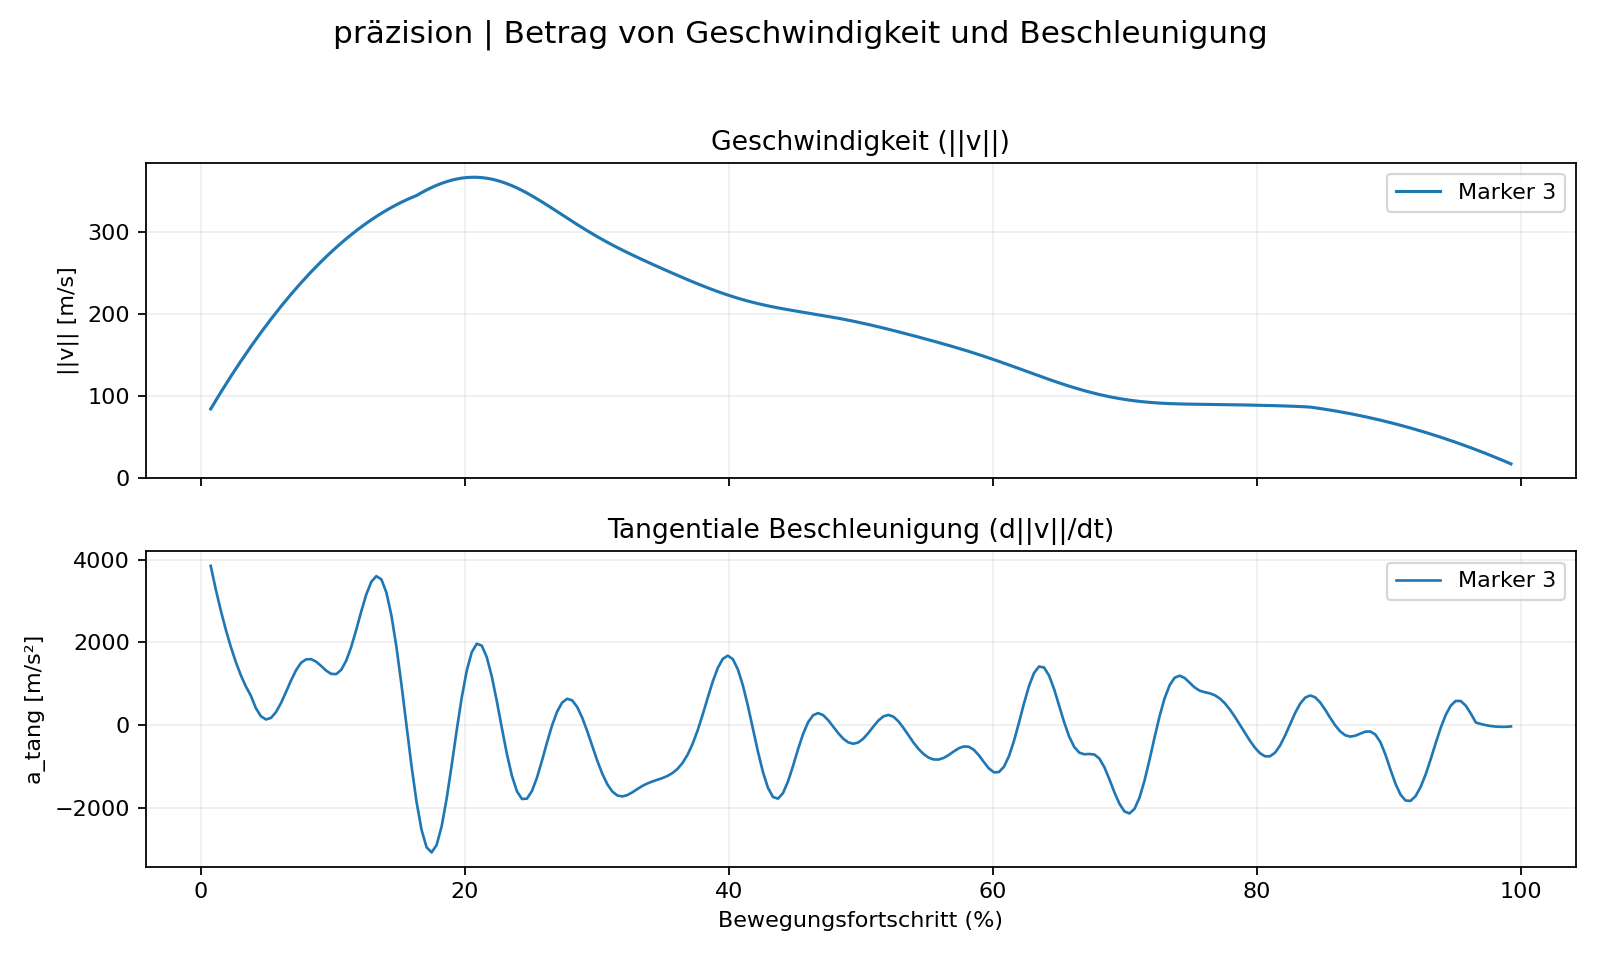 präzision | Betrag von Geschwindigkeit und Beschleunigung
Geschwindigkeit (||v||)
||v|| [m/s]
300
200
100
0
Marker 3
Tangentiale Beschleunigung (d||v||/dt)
a_tang [m/s²]
4000
2000
0
−2000
Marker 3
0 20 40 60 80 100
Bewegungsfortschritt (%)